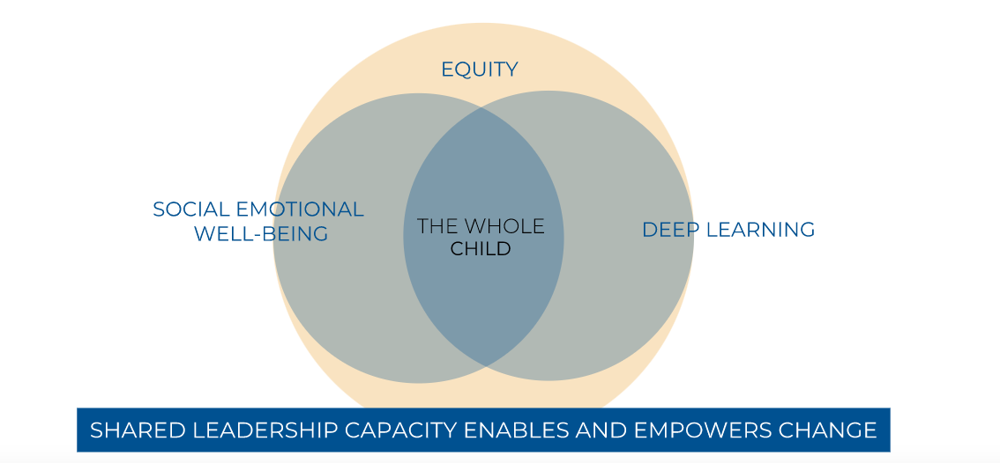 EQUITY
SOCIAL EMOTIONAL
WELL-BEING
THE WHOLE
CHILD
DEEP LEARNING
SHARED LEADERSHIP CAPACITY ENABLES AND EMPOWERS CHANGE